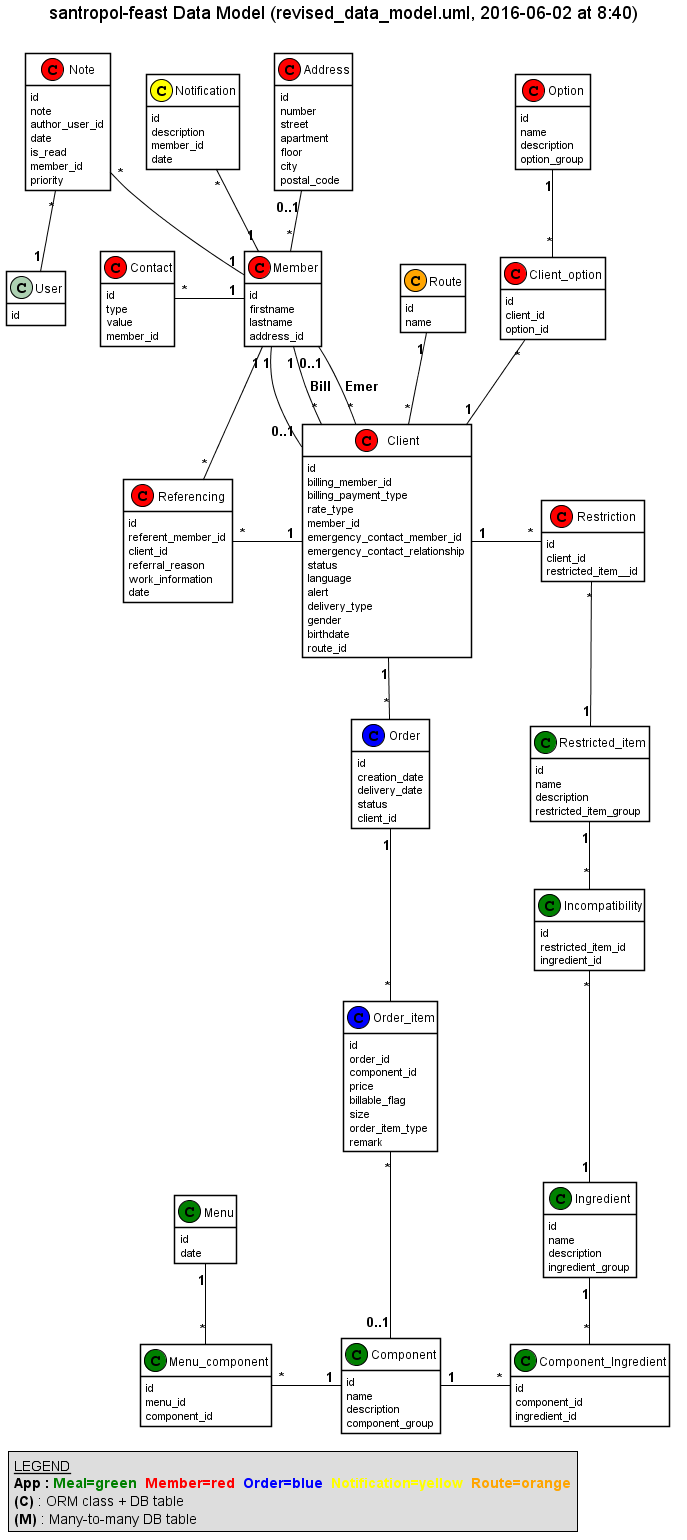 santropol-feast Data Model (revised_data_model.uml, 2016-06-02 at 8:40)
C Note
id
note
author_user_id
date
is_read
member_id
priority
C Notification
id
description
member_id
date
C Address
id
number
street
apartment
floor
city
postal_code
C Option
id
name
description
option_group
*
1
*
1
*
1
0..1
*
1
*
C User
id
C Contact
id
type
value
member_id
*
1
C Member
id
firstname
lastname
address_id
C Route
id
name
C Client_option
id
client_id
option_id
1
*
1
0..1
1
Bill
*
0..1
Emer
*
1
*
*
1
C Client
id
billing_member_id
billing_payment_type
rate_type
member_id
emergency_contact_member_id
emergency_contact_relationship
status
language
alert
delivery_type
gender
birthdate
route_id
C Referencing
id
referent_member_id
client_id
referral_reason
work_information
date
*
1
1
*
C Restriction
id
client_id
restricted_item__id
1
*
*
1
C Order
id
creation_date
delivery_date
status
client_id
C Restricted_item
id
name
description
restricted_item_group
1
*
1
*
C Incompatibility
id
restricted_item_id
ingredient_id
*
1
C Order_item
id
order_id
component_id
price
billable_flag
size
order_item_type
remark
*
0..1
C Menu
id
date
1
*
C Ingredient
id
name
description
ingredient_group
1
*
C Menu_component
id
menu_id
component_id
*
1
C Component
id
name
description
component_group
1
*
C Component_Ingredient
id
component_id
ingredient_id
LEGEND
App : Meal=green Member=red Order=blue Notification=yellow Route=orange
(C) : ORM class + DB table
(M) : Many-to-many DB table